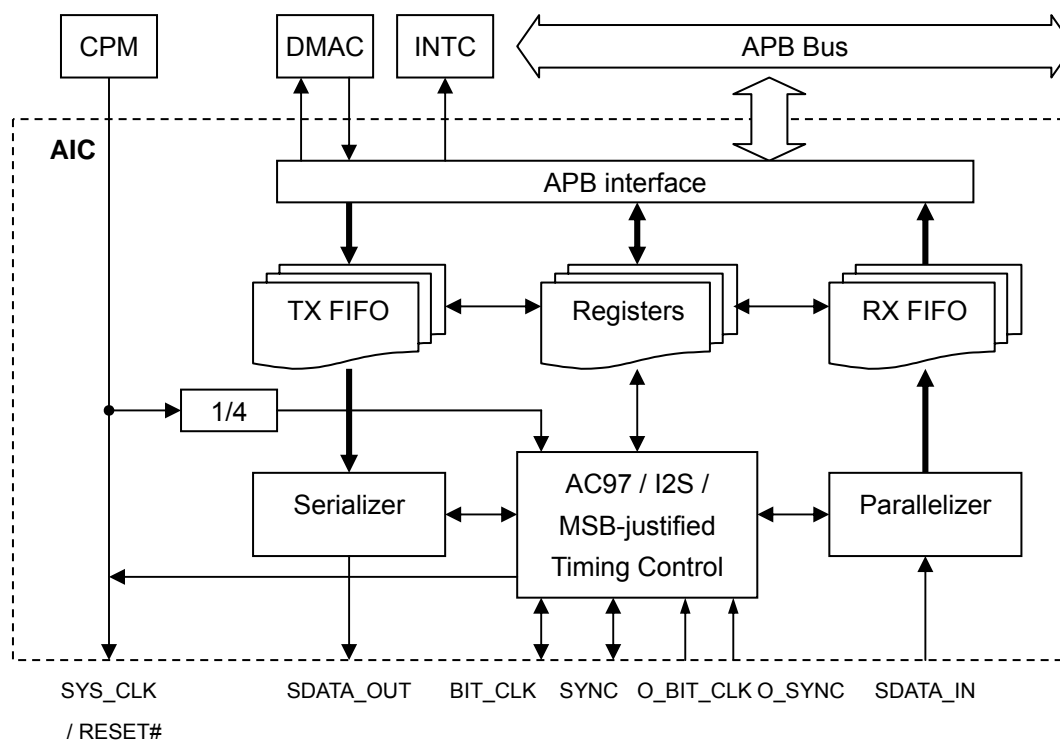 CPM
DMAC
INTC
APB Bus
AIC
APB interface
TX FIFO
Registers
RX FIFO
1/4
Serializer
AC97 / I2S /
MSB-justified
Timing Control
Parallelizer
SYS_CLK
/ RESET#
SDATA_OUT
BIT_CLK
SYNC
O_BIT_CLK
O_SYNC
SDATA_IN